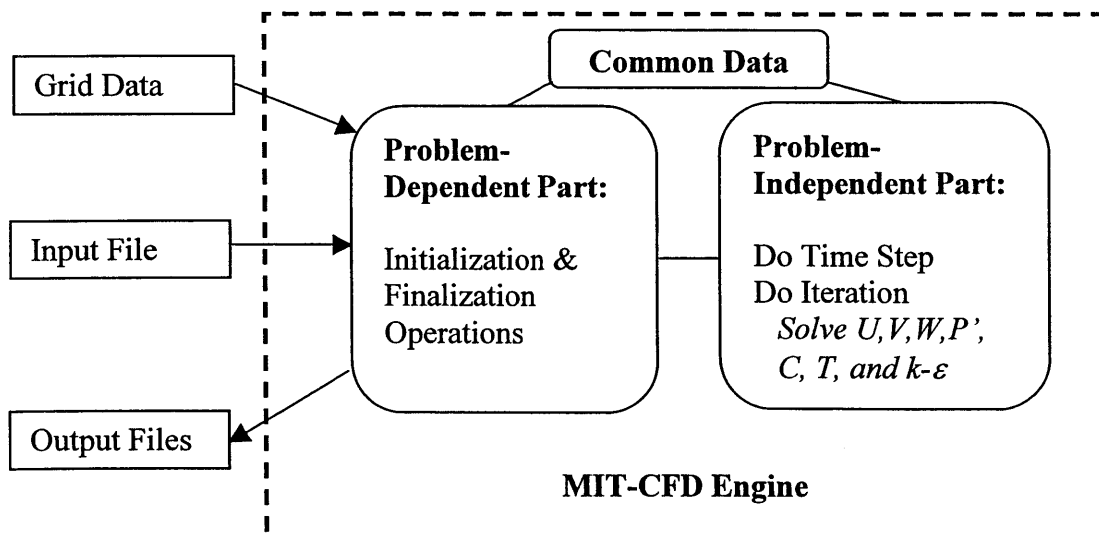 Common Data
Grid Data
Problem-
Dependent Part:
Initialization &
Finalization
Operations
Problem-
Independent Part:
Do Time Step
Do Iteration
Solve U,V,W,P',
C, T, and k-ε
Input File
Output Files
MIT-CFD Engine